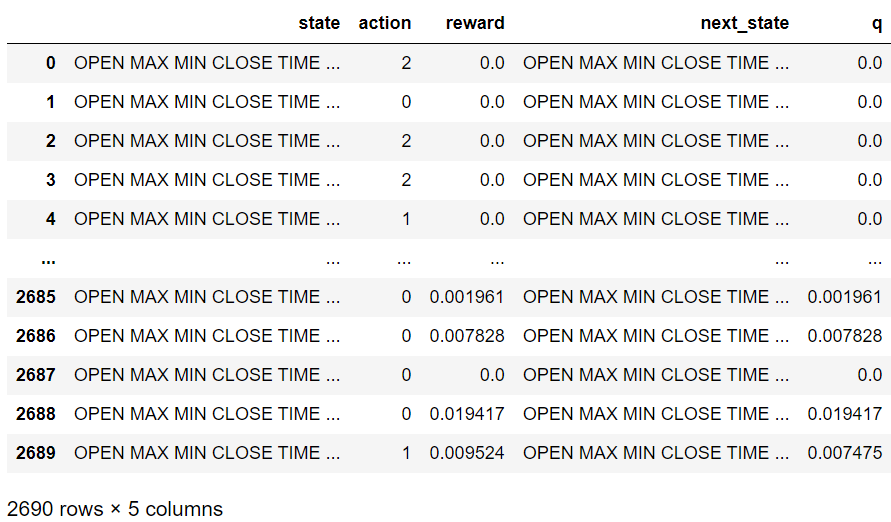 state action reward next_state q
0 OPEN MAX MIN CLOSE TIME ... 2 0.0 OPEN MAX MIN CLOSE TIME ... 0.0
1 OPEN MAX MIN CLOSE TIME ... 0 0.0 OPEN MAX MIN CLOSE TIME ... 0.0
2 OPEN MAX MIN CLOSE TIME ... 2 0.0 OPEN MAX MIN CLOSE TIME ... 0.0
3 OPEN MAX MIN CLOSE TIME ... 2 0.0 OPEN MAX MIN CLOSE TIME ... 0.0
4 OPEN MAX MIN CLOSE TIME ... 1 0.0 OPEN MAX MIN CLOSE TIME ... 0.0
... ... ... ... ... ...
2685 OPEN MAX MIN CLOSE TIME ... 0 0.001961 OPEN MAX MIN CLOSE TIME ... 0.001961
2686 OPEN MAX MIN CLOSE TIME ... 0 0.007828 OPEN MAX MIN CLOSE TIME ... 0.007828
2687 OPEN MAX MIN CLOSE TIME ... 0 0.0 OPEN MAX MIN CLOSE TIME ... 0.0
2688 OPEN MAX MIN CLOSE TIME ... 0 0.019417 OPEN MAX MIN CLOSE TIME ... 0.019417
2689 OPEN MAX MIN CLOSE TIME ... 1 0.009524 OPEN MAX MIN CLOSE TIME ... 0.007475
2690 rows × 5 columns